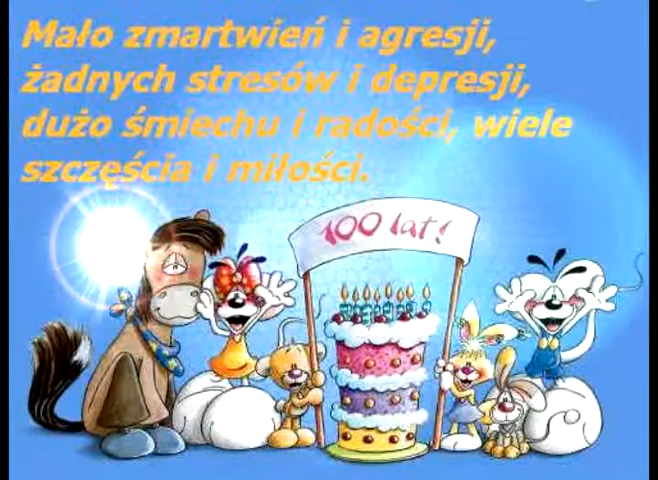 Mało zmartwień i agresji,
żadnych stresów i depresji,
dużo śmiechu i radości, wiele
szczęścia i miłości.
100 lat!